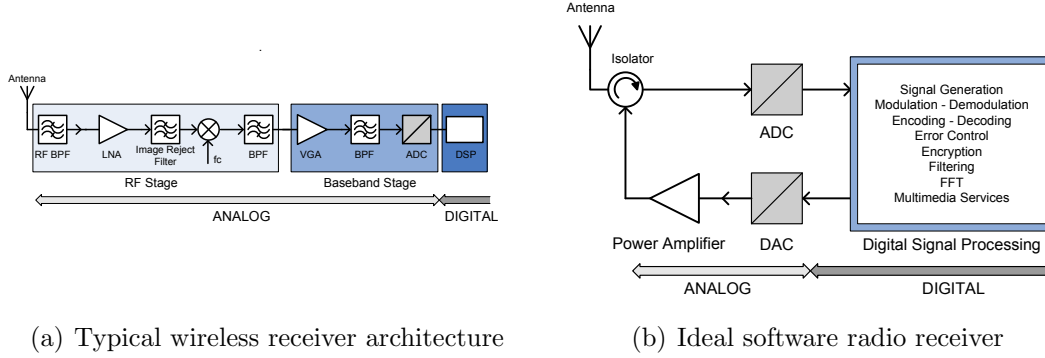 Antenna
RF BPF
LNA
Image Reject
Filter
fc
BPF
VGA
BPF
ADC
DSP
RF Stage
Baseband Stage
ANALOG
DIGITAL
(a) Typical wireless receiver architecture
Antenna
Isolator
ADC
Signal Generation
Modulation - Demodulation
Encoding - Decoding
Error Control
Encryption
Filtering
FFT
Multimedia Services
Power Amplifier
DAC
Digital Signal Processing
ANALOG
DIGITAL
(b) Ideal software radio receiver